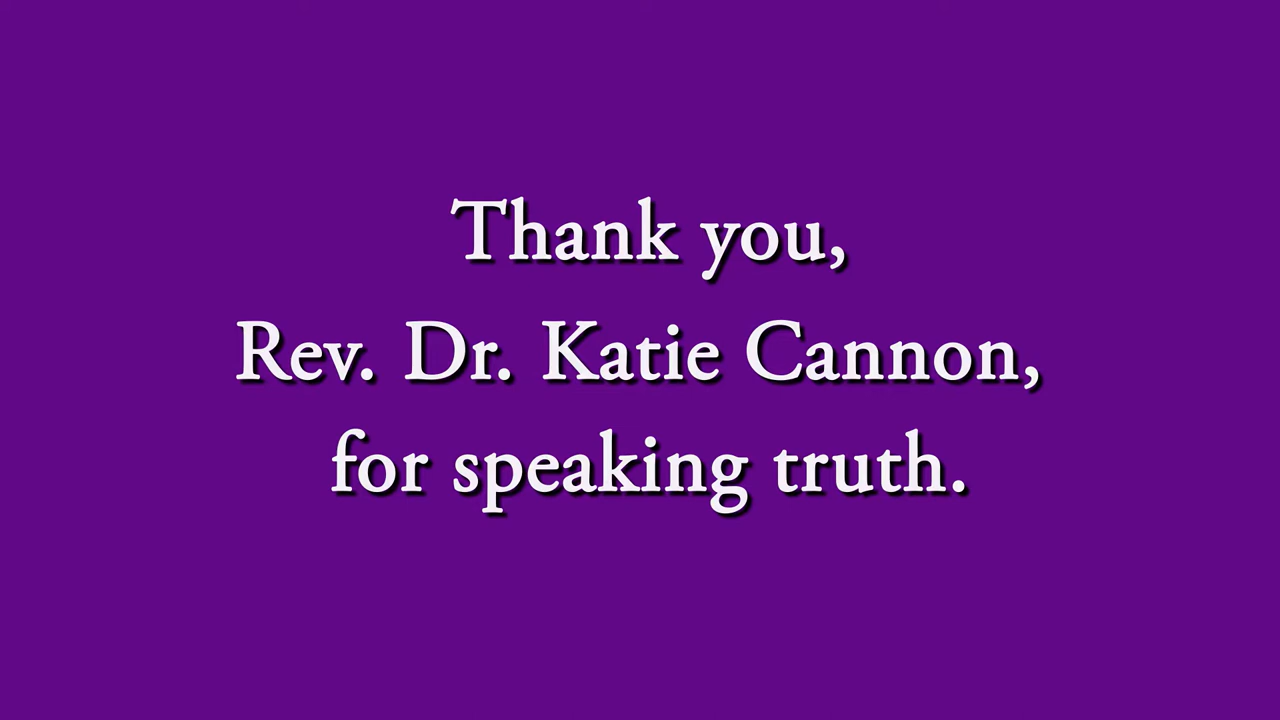 Thank you,
Rev. Dr. Katie Cannon,
for speaking truth.